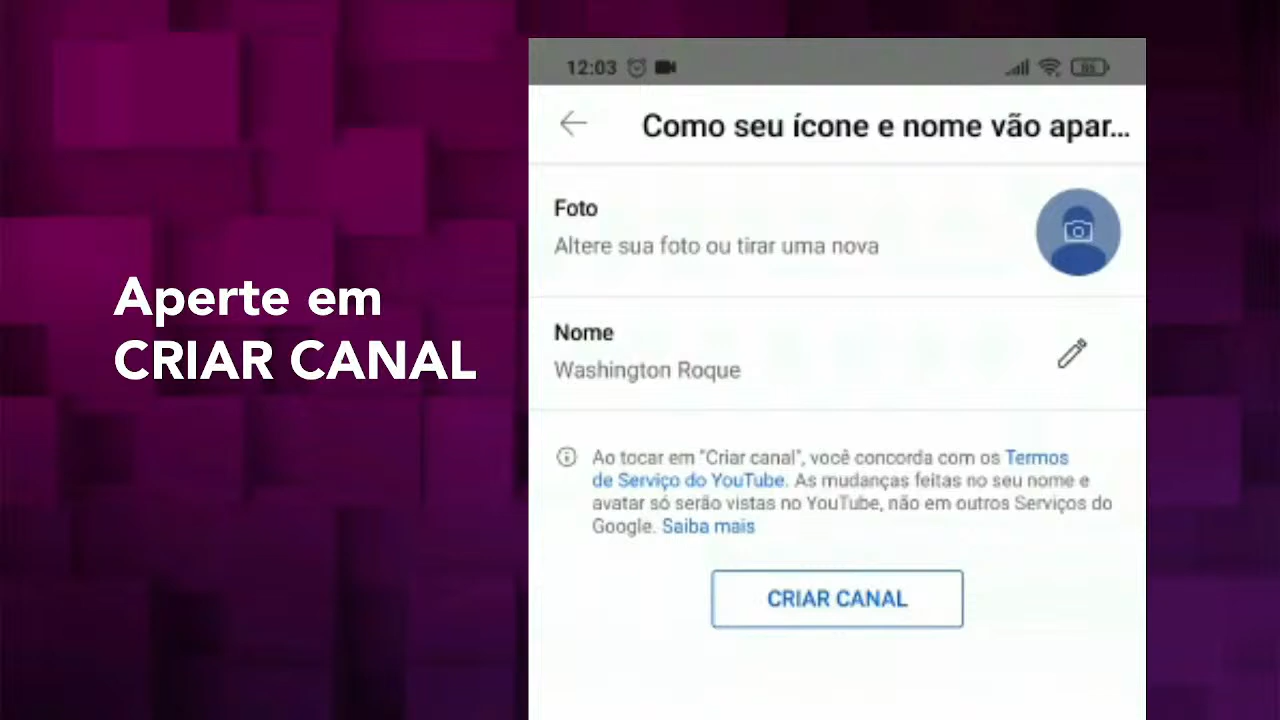 Aperte em
CRIAR CANAL
12:03
Como seu ícone e nome vão apar...
Foto
Altere sua foto ou tirar uma nova
Nome
Washington Roque
Ao tocar em "Criar canal", você concorda com os Termos
de Serviço do YouTube. As mudanças feitas no seu nome e
avatar só serão vistas no YouTube, não em outros Serviços do
Google. Saiba mais
CRIAR CANAL